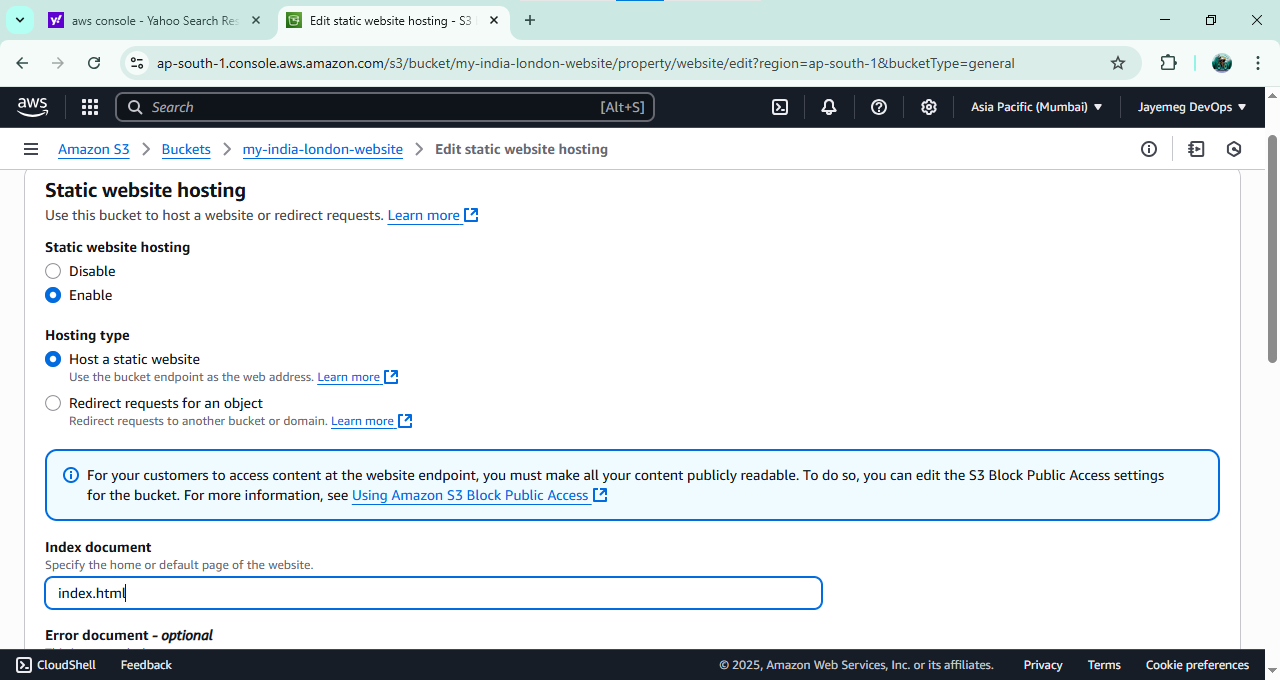 aws console - Yahoo Search Res
Edit static website hosting - S3
ap-south-1.console.aws.amazon.com/s3/bucket/my-india-london-website/property/website/edit?region=ap-south-1&bucketType=general
aws
Search
[Alt+S]
Asia Pacific (Mumbai)
Jayemeg DevOps
Amazon S3
Buckets
my-india-london-website
Edit static website hosting
Static website hosting
Use this bucket to host a website or redirect requests. Learn more
Static website hosting
Disable
Enable
Hosting type
Host a static website
Use the bucket endpoint as the web address. Learn more
Redirect requests for an object
Redirect requests to another bucket or domain. Learn more
For your customers to access content at the website endpoint, you must make all your content publicly readable. To do so, you can edit the S3 Block Public Access settings
for the bucket. For more information, see Using Amazon S3 Block Public Access
Index document
Specify the home or default page of the website.
index.html
Error document - optional
CloudShell
Feedback
© 2025, Amazon Web Services, Inc. or its affiliates.
Privacy
Terms
Cookie preferences